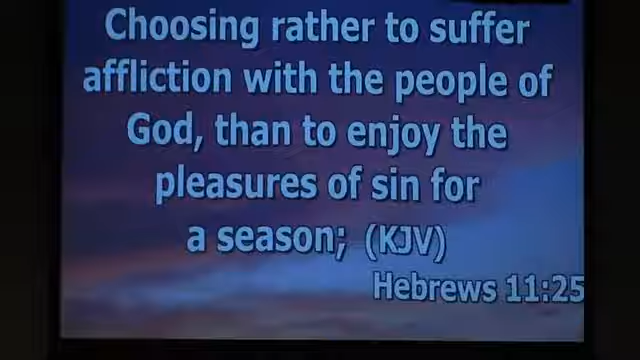 Choosing rather to suffer
affliction with the people of
God, than to enjoy the
pleasures of sin for
a season; (KJV)
Hebrews 11:25